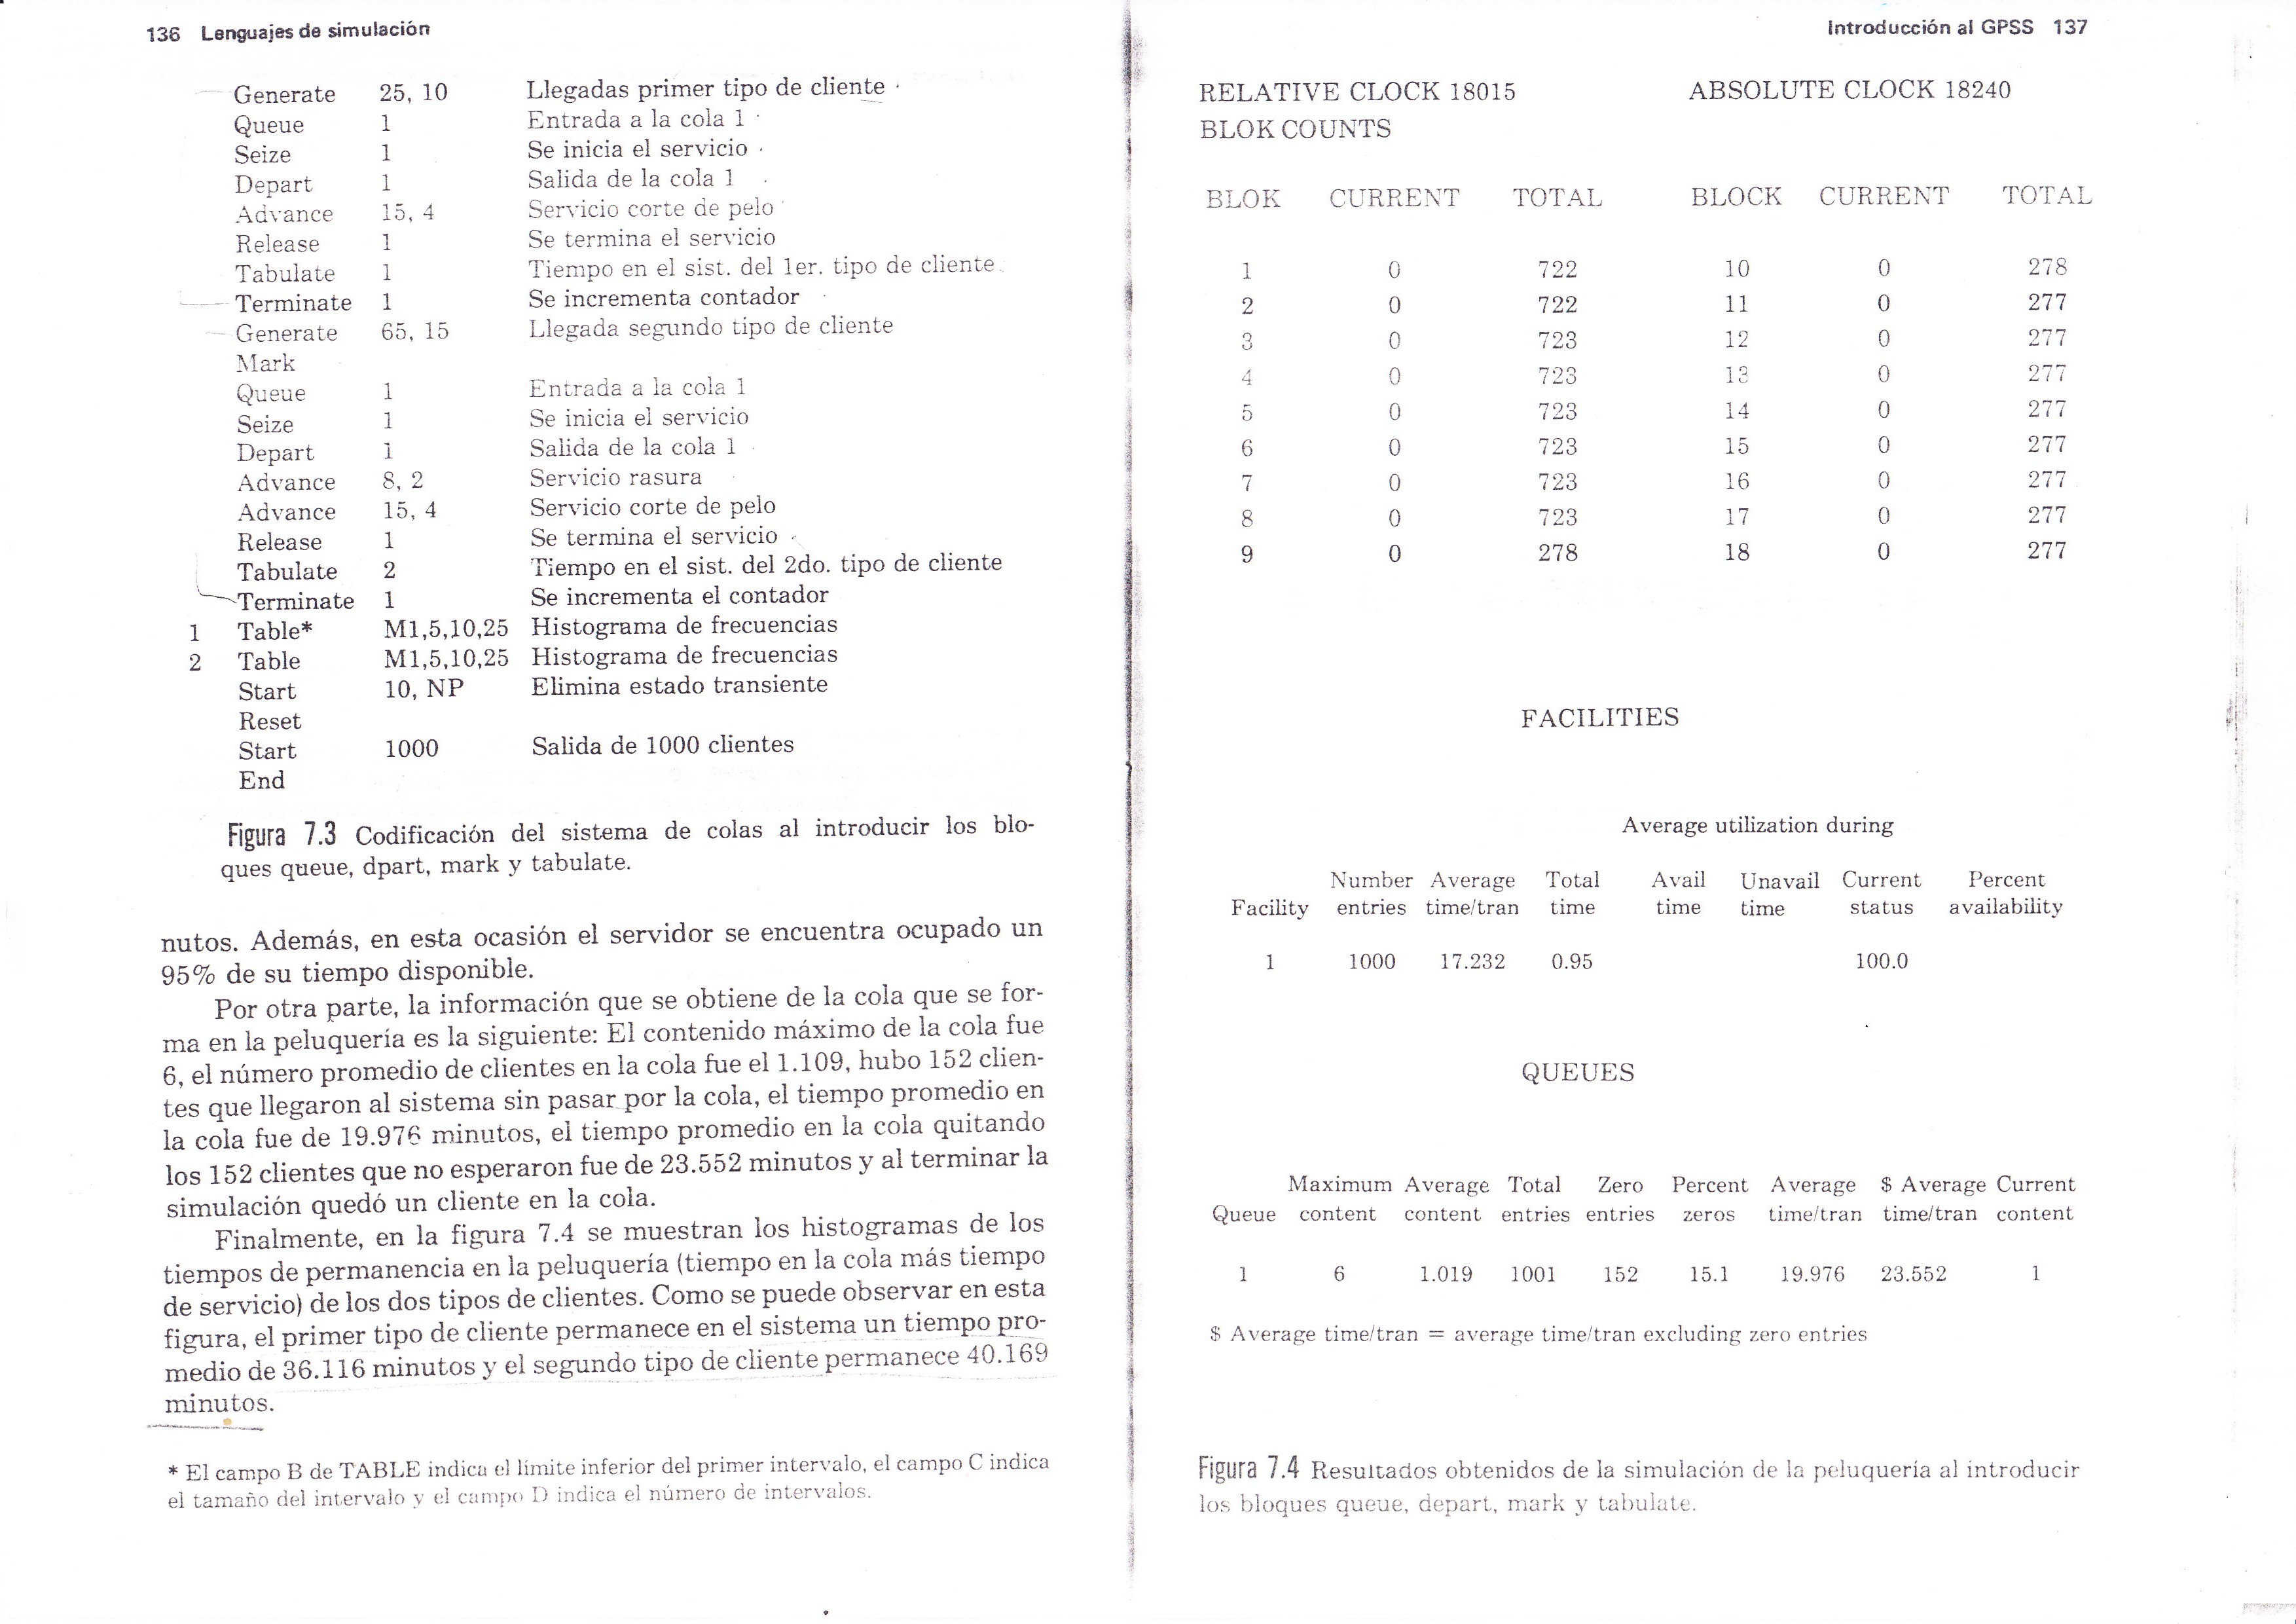 136 Lenguajes de simulación
Generate 25, 10 Llegadas primer tipo de cliente
Queue 1 Entrada a la cola 1
Seize 1 Se inicia el servicio
Depart 1 Salida de la cola 1
Advance 15, 4 Servicio corte de pelo
Release 1 Se termina el servicio
Tabulate 1 Tiempo en el sist. del 1er. tipo de cliente
Terminate 1 Se incrementa contador
Generate 65, 15 Llegada segundo tipo de cliente
Mark
Queue 1 Entrada a la cola 1
Seize 1 Se inicia el servicio
Depart 1 Salida de la cola 1
Advance 8, 2 Servicio rasura
Advance 15, 4 Servicio corte de pelo
Release 1 Se termina el servicio
Tabulate 2 Tiempo en el sist. del 2do. tipo de cliente
Terminate 1 Se incrementa el contador
1 Table* M1,5,10,25 Histograma de frecuencias
2 Table M1,5,10,25 Histograma de frecuencias
Start 10, NP Elimina estado transiente
Reset
Start 1000 Salida de 1000 clientes
End
Figura 7.3 Codificación del sistema de colas al introducir los blo-
ques queue, dpart, mark y tabulate.
nutos. Además, en esta ocasión el servidor se encuentra ocupado un
95% de su tiempo disponible.
Por otra parte, la información que se obtiene de la cola que se for-
ma en la peluquería es la siguiente: El contenido máximo de la cola fue
6, el número promedio de clientes en la cola fue el 1.109, hubo 152 clien-
tes que llegaron al sistema sin pasar por la cola, el tiempo promedio en
la cola fue de 19.976 minutos, el tiempo promedio en la cola quitando
los 152 clientes que no esperaron fue de 23.552 minutos y al terminar la
simulación quedó un cliente en la cola.
Finalmente, en la figura 7.4 se muestran los histogramas de los
tiempos de permanencia en la peluquería (tiempo en la cola más tiempo
de servicio) de los dos tipos de clientes. Como se puede observar en esta
figura, el primer tipo de cliente permanece en el sistema un tiempo pro-
medio de 36.116 minutos y el segundo tipo de cliente permanece 40.169
minutos.
* El campo B de TABLE indica el límite inferior del primer intervalo, el campo C indica
el tamaño del intervalo y el campo D indica el número de intervalos.
Introducción al GPSS 137
RELATIVE CLOCK 18015 ABSOLUTE CLOCK 18240
BLOK COUNTS
BLOK CURRENT TOTAL BLOCK CURRENT TOTAL
1 0 722 10 0 278
2 0 722 11 0 277
3 0 723 12 0 277
4 0 723 13 0 277
5 0 723 14 0 277
6 0 723 15 0 277
7 0 723 16 0 277
8 0 723 17 0 277
9 0 278 18 0 277
FACILITIES
Average utilization during
Number Average Total Avail Unavail Current Percent
Facility entries time/tran time time time status availability
1 1000 17.232 0.95 100.0
QUEUES
Maximum Average Total Zero Percent Average $ Average Current
Queue content content entries entries zeros time/tran time/tran content
1 6 1.019 1001 152 15.1 19.976 23.552 1
$ Average time/tran = average time/tran excluding zero entries
Figura 7.4 Resultados obtenidos de la simulación de la peluquería al introducir
los bloques queue, depart, mark y tabulate.